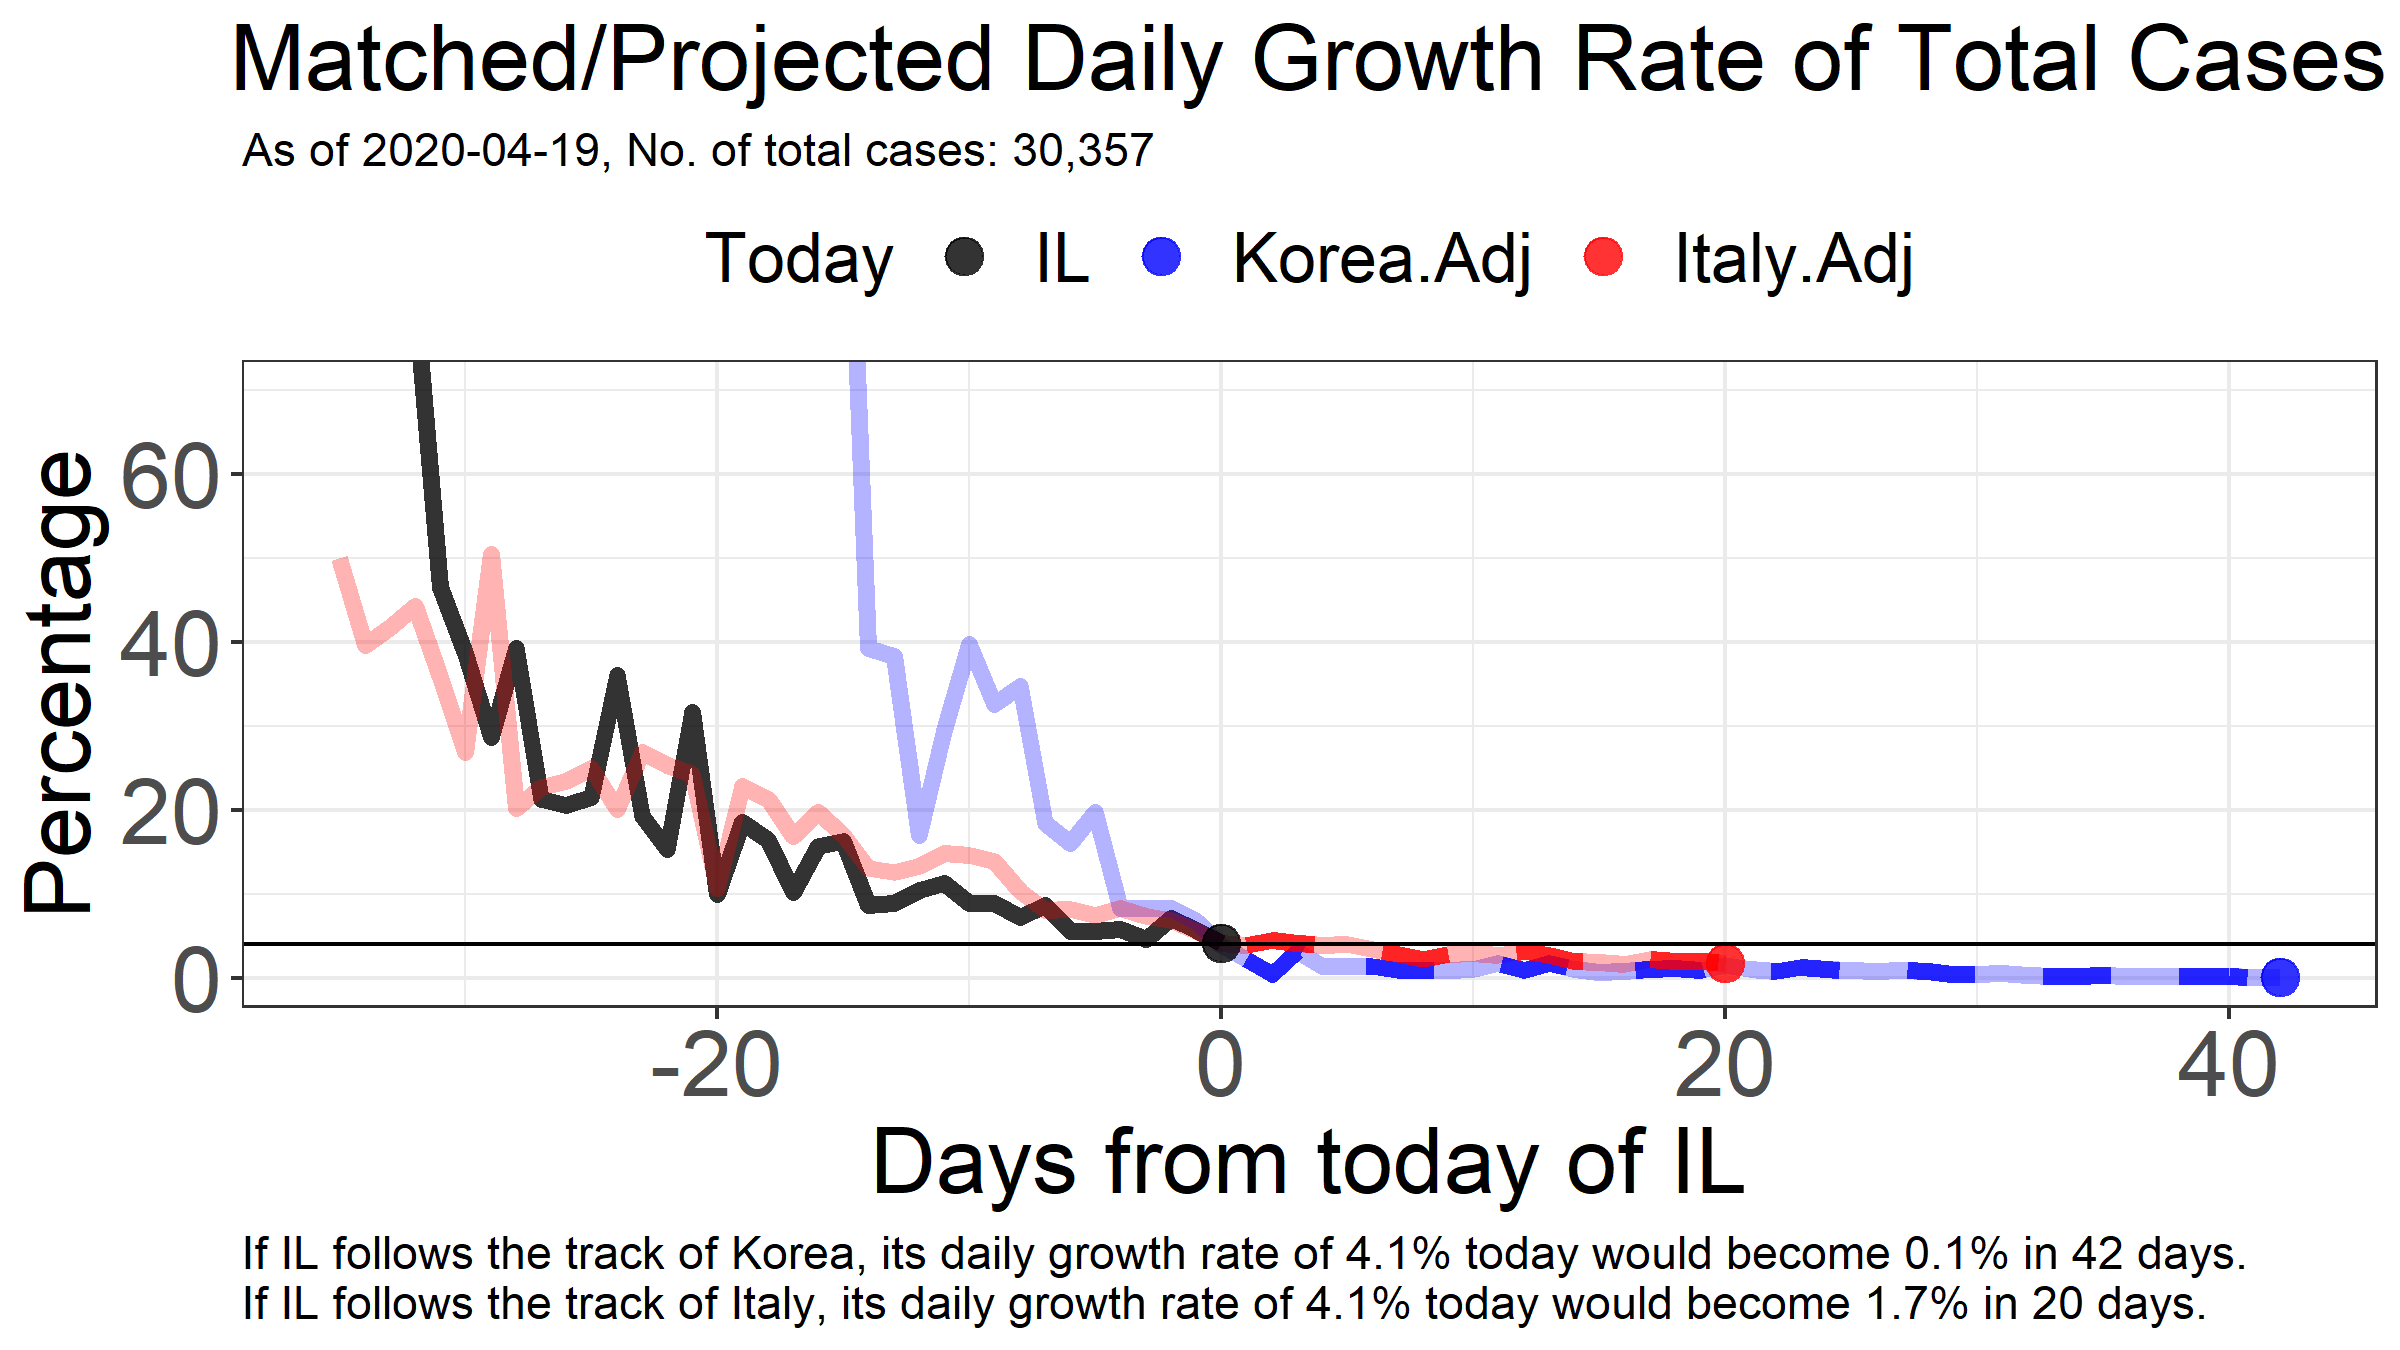 Matched/Projected Daily Growth Rate of Total Cases
As of 2020-04-19, No. of total cases: 30,357
Today IL Korea.Adj Italy.Adj
Percentage
60
40
20
0
-20 0 20 40
Days from today of IL
If IL follows the track of Korea, its daily growth rate of 4.1% today would become 0.1% in 42 days.
If IL follows the track of Italy, its daily growth rate of 4.1% today would become 1.7% in 20 days.